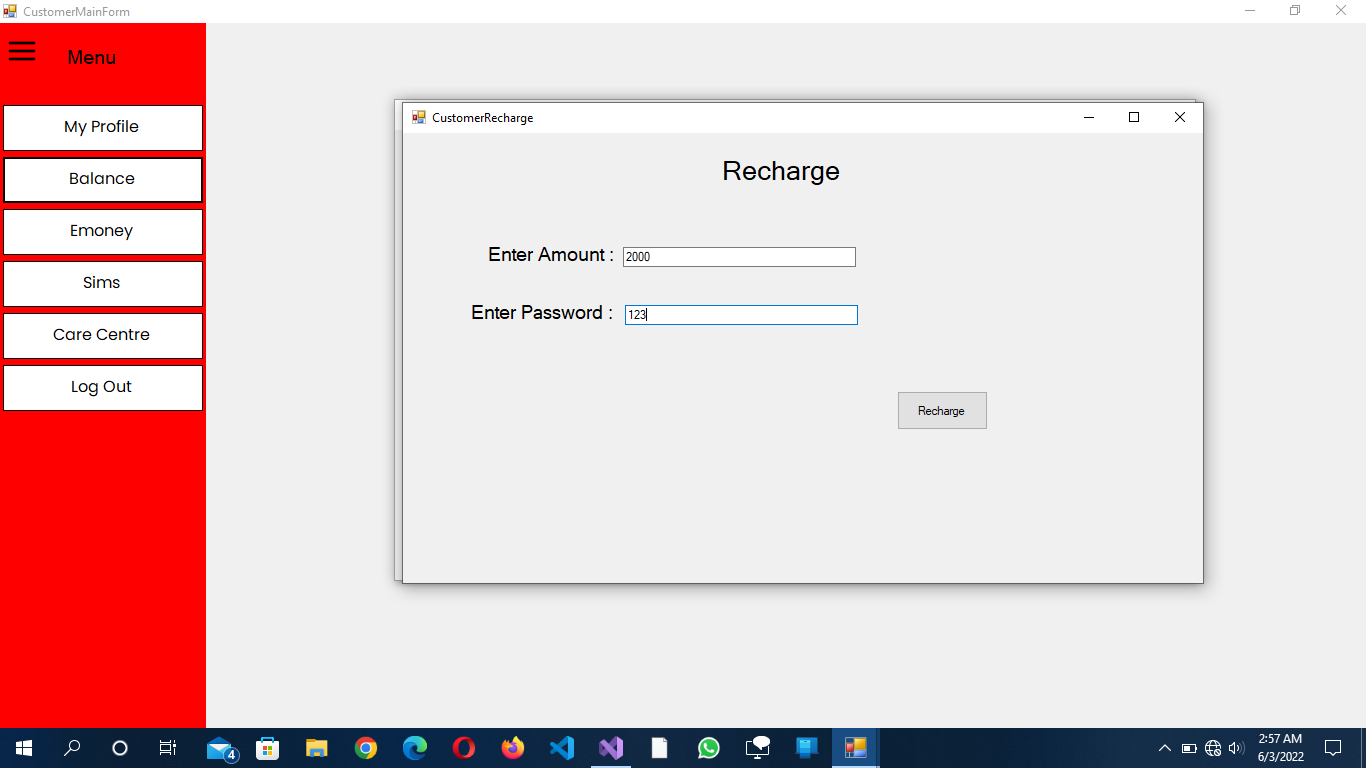 CustomerMainForm
Menu
My Profile
Balance
Emoney
Sims
Care Centre
Log Out
CustomerRecharge
Recharge
Enter Amount : 2000
Enter Password : 123
Recharge
4
2:57 AM
6/3/2022